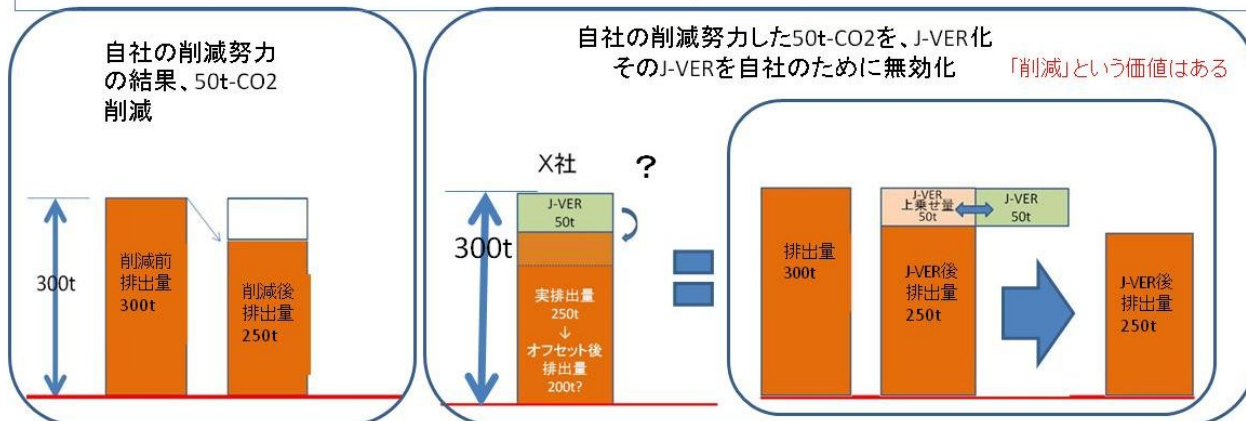 自社の削減努力
の結果、50t-CO2
削減
300t
削減前
排出量
300t
削減後
排出量
250t
自社の削減努力した50t-CO2を、J-VER化
そのJ-VERを自社のために無効化
「削減」という価値はある
X社
?
300t
J-VER
50t
実排出量
250t
↓
オフセット後
排出量
200t?
排出量
300t
J-VER
上乗せ量
50t
J-VER
50t
J-VER後
排出量
250t
J-VER後
排出量
250t